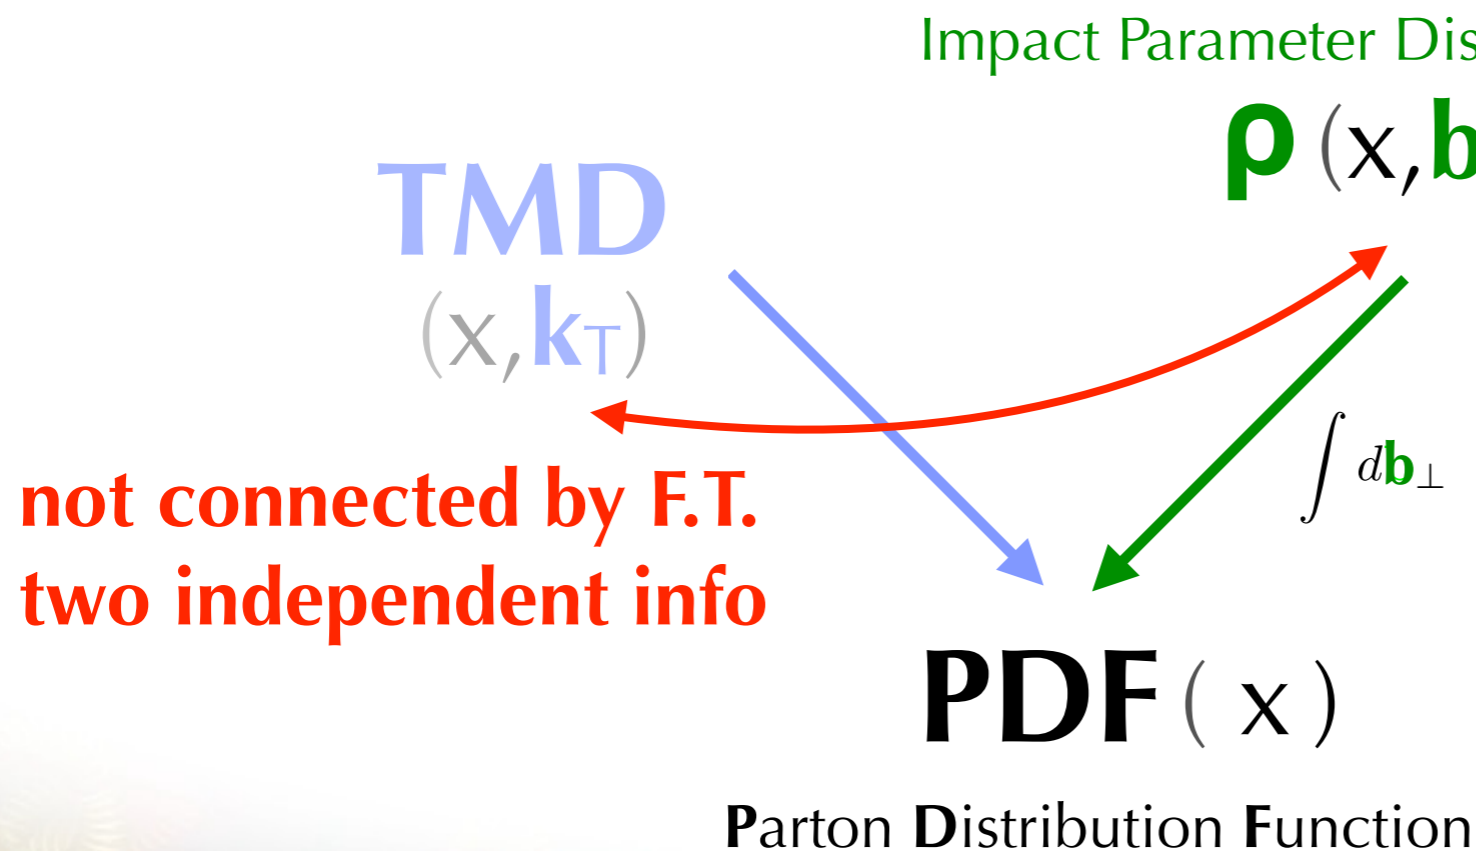 Impact Parameter Dis
ρ (x,b
TMD
(x,kT)
∫ db⊥
not connected by F.T.
two independent info
PDF ( x )
Parton Distribution Function